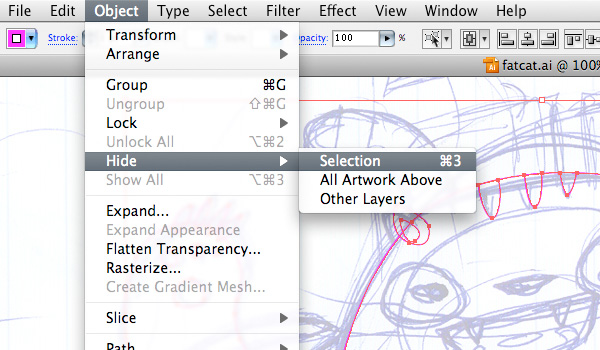 File Edit Object Type Select Filter Effect View Window Help
Stroke: Opacity: 100 %
fatcat.ai @ 100%
Transform
Arrange
Group ⌘G
Ungroup ⇧⌘G
Lock
Unlock All ⌥⌘2
Hide
Selection ⌘3
All Artwork Above
Other Layers
Show All ⌥⌘3
Expand...
Expand Appearance
Flatten Transparency...
Rasterize...
Create Gradient Mesh...
Slice
Path